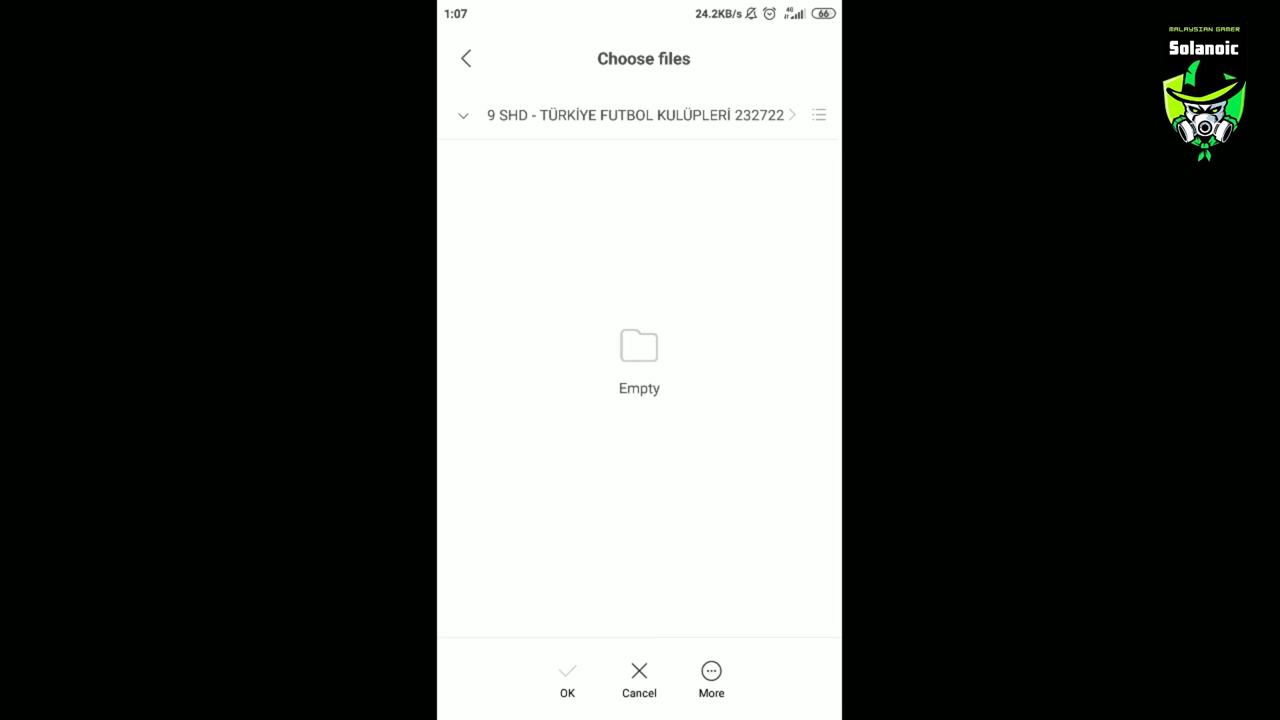 1:07
24.2KB/s
4G
66
MALAYSIAN GAMER
Solanoic
Choose files
9 SHD - TÜRKİYE FUTBOL KULÜPLERİ 232722
Empty
OK
Cancel
More